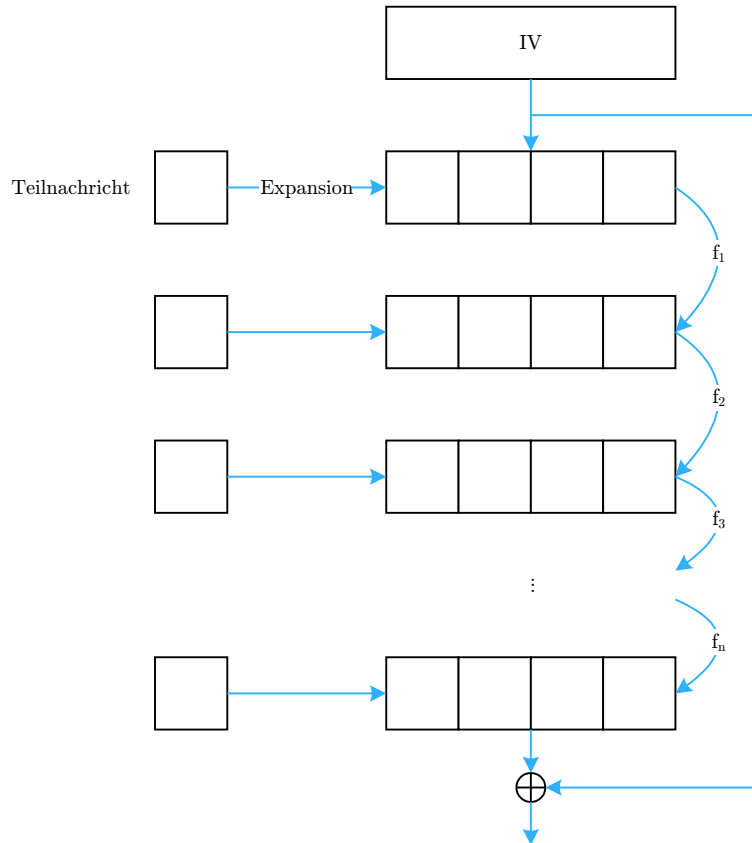 IV
Teilnachricht
Expansion
f₁
f₂
f₃
⋮
fₙ